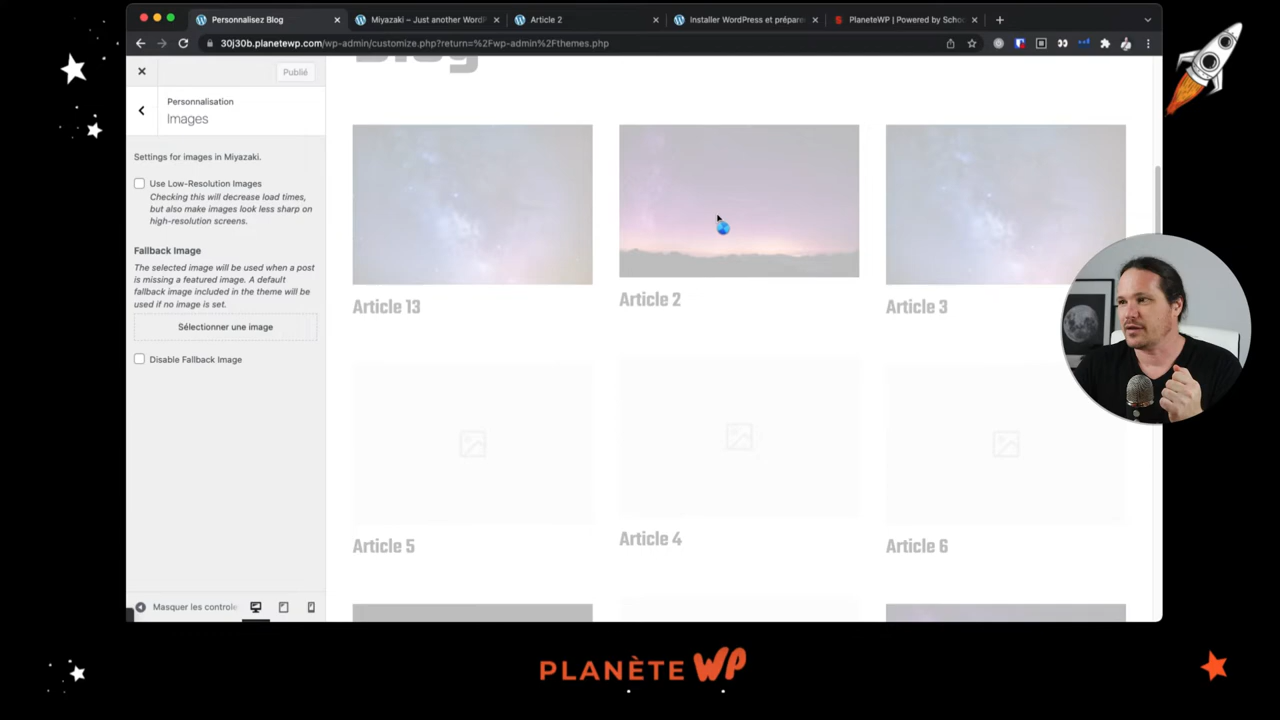 Personnalisez Blog
Miyazaki – Just another WordP
Article 2
Installer WordPress et prépare
PlaneteWP | Powered by Scho
30j30b.planetewp.com/wp-admin/customize.php?return=%2Fwp-admin%2Fthemes.php
Publié
Personnalisation
Images
Settings for images in Miyazaki.
Use Low-Resolution Images
Checking this will decrease load times,
but also make images look less sharp on
high-resolution screens.
Fallback Image
The selected image will be used when a post
is missing a featured image. A default
fallback image included in the theme will be
used if no image is set.
Sélectionner une image
Disable Fallback Image
Masquer les controle
Blog
Article 13
Article 2
Article 3
Article 5
Article 4
Article 6
PLANÈTE WP